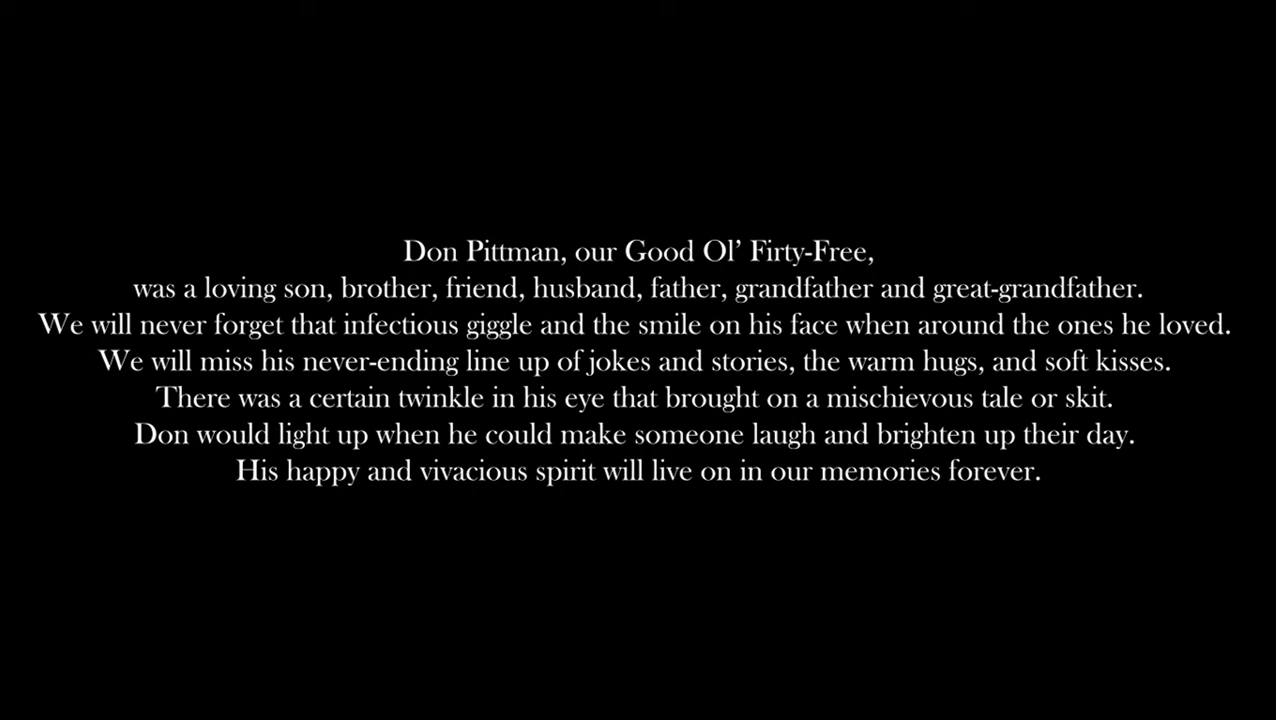 Don Pittman, our Good Ol’ Firty-Free,
was a loving son, brother, friend, husband, father, grandfather and great-grandfather.
We will never forget that infectious giggle and the smile on his face when around the ones he loved.
We will miss his never-ending line up of jokes and stories, the warm hugs, and soft kisses.
There was a certain twinkle in his eye that brought on a mischievous tale or skit.
Don would light up when he could make someone laugh and brighten up their day.
His happy and vivacious spirit will live on in our memories forever.